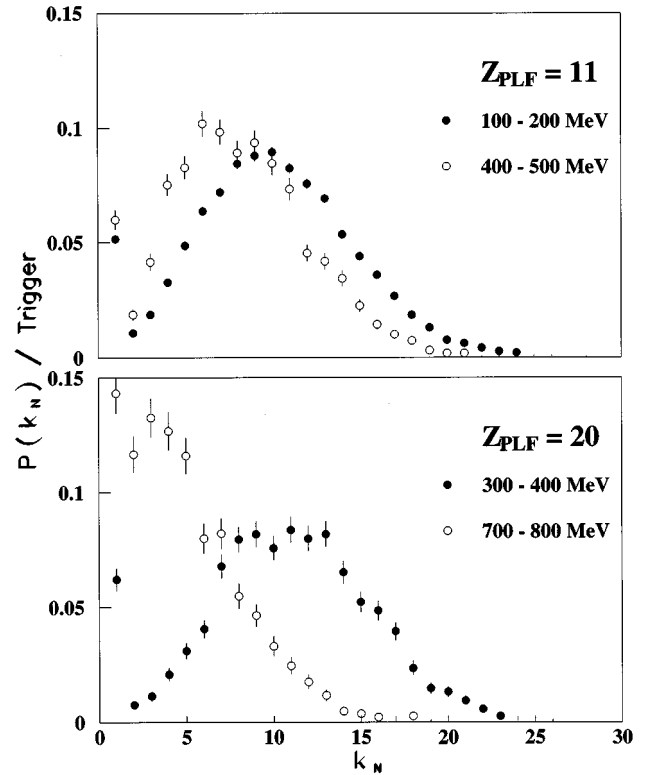 0.15
0.1
0.05
0
Z_PLF = 11
● 100 - 200 MeV
○ 400 - 500 MeV
P(k_N) / Trigger
0.15
0.1
0.05
0
Z_PLF = 20
● 300 - 400 MeV
○ 700 - 800 MeV
0 5 10 15 20 25 30
k_N